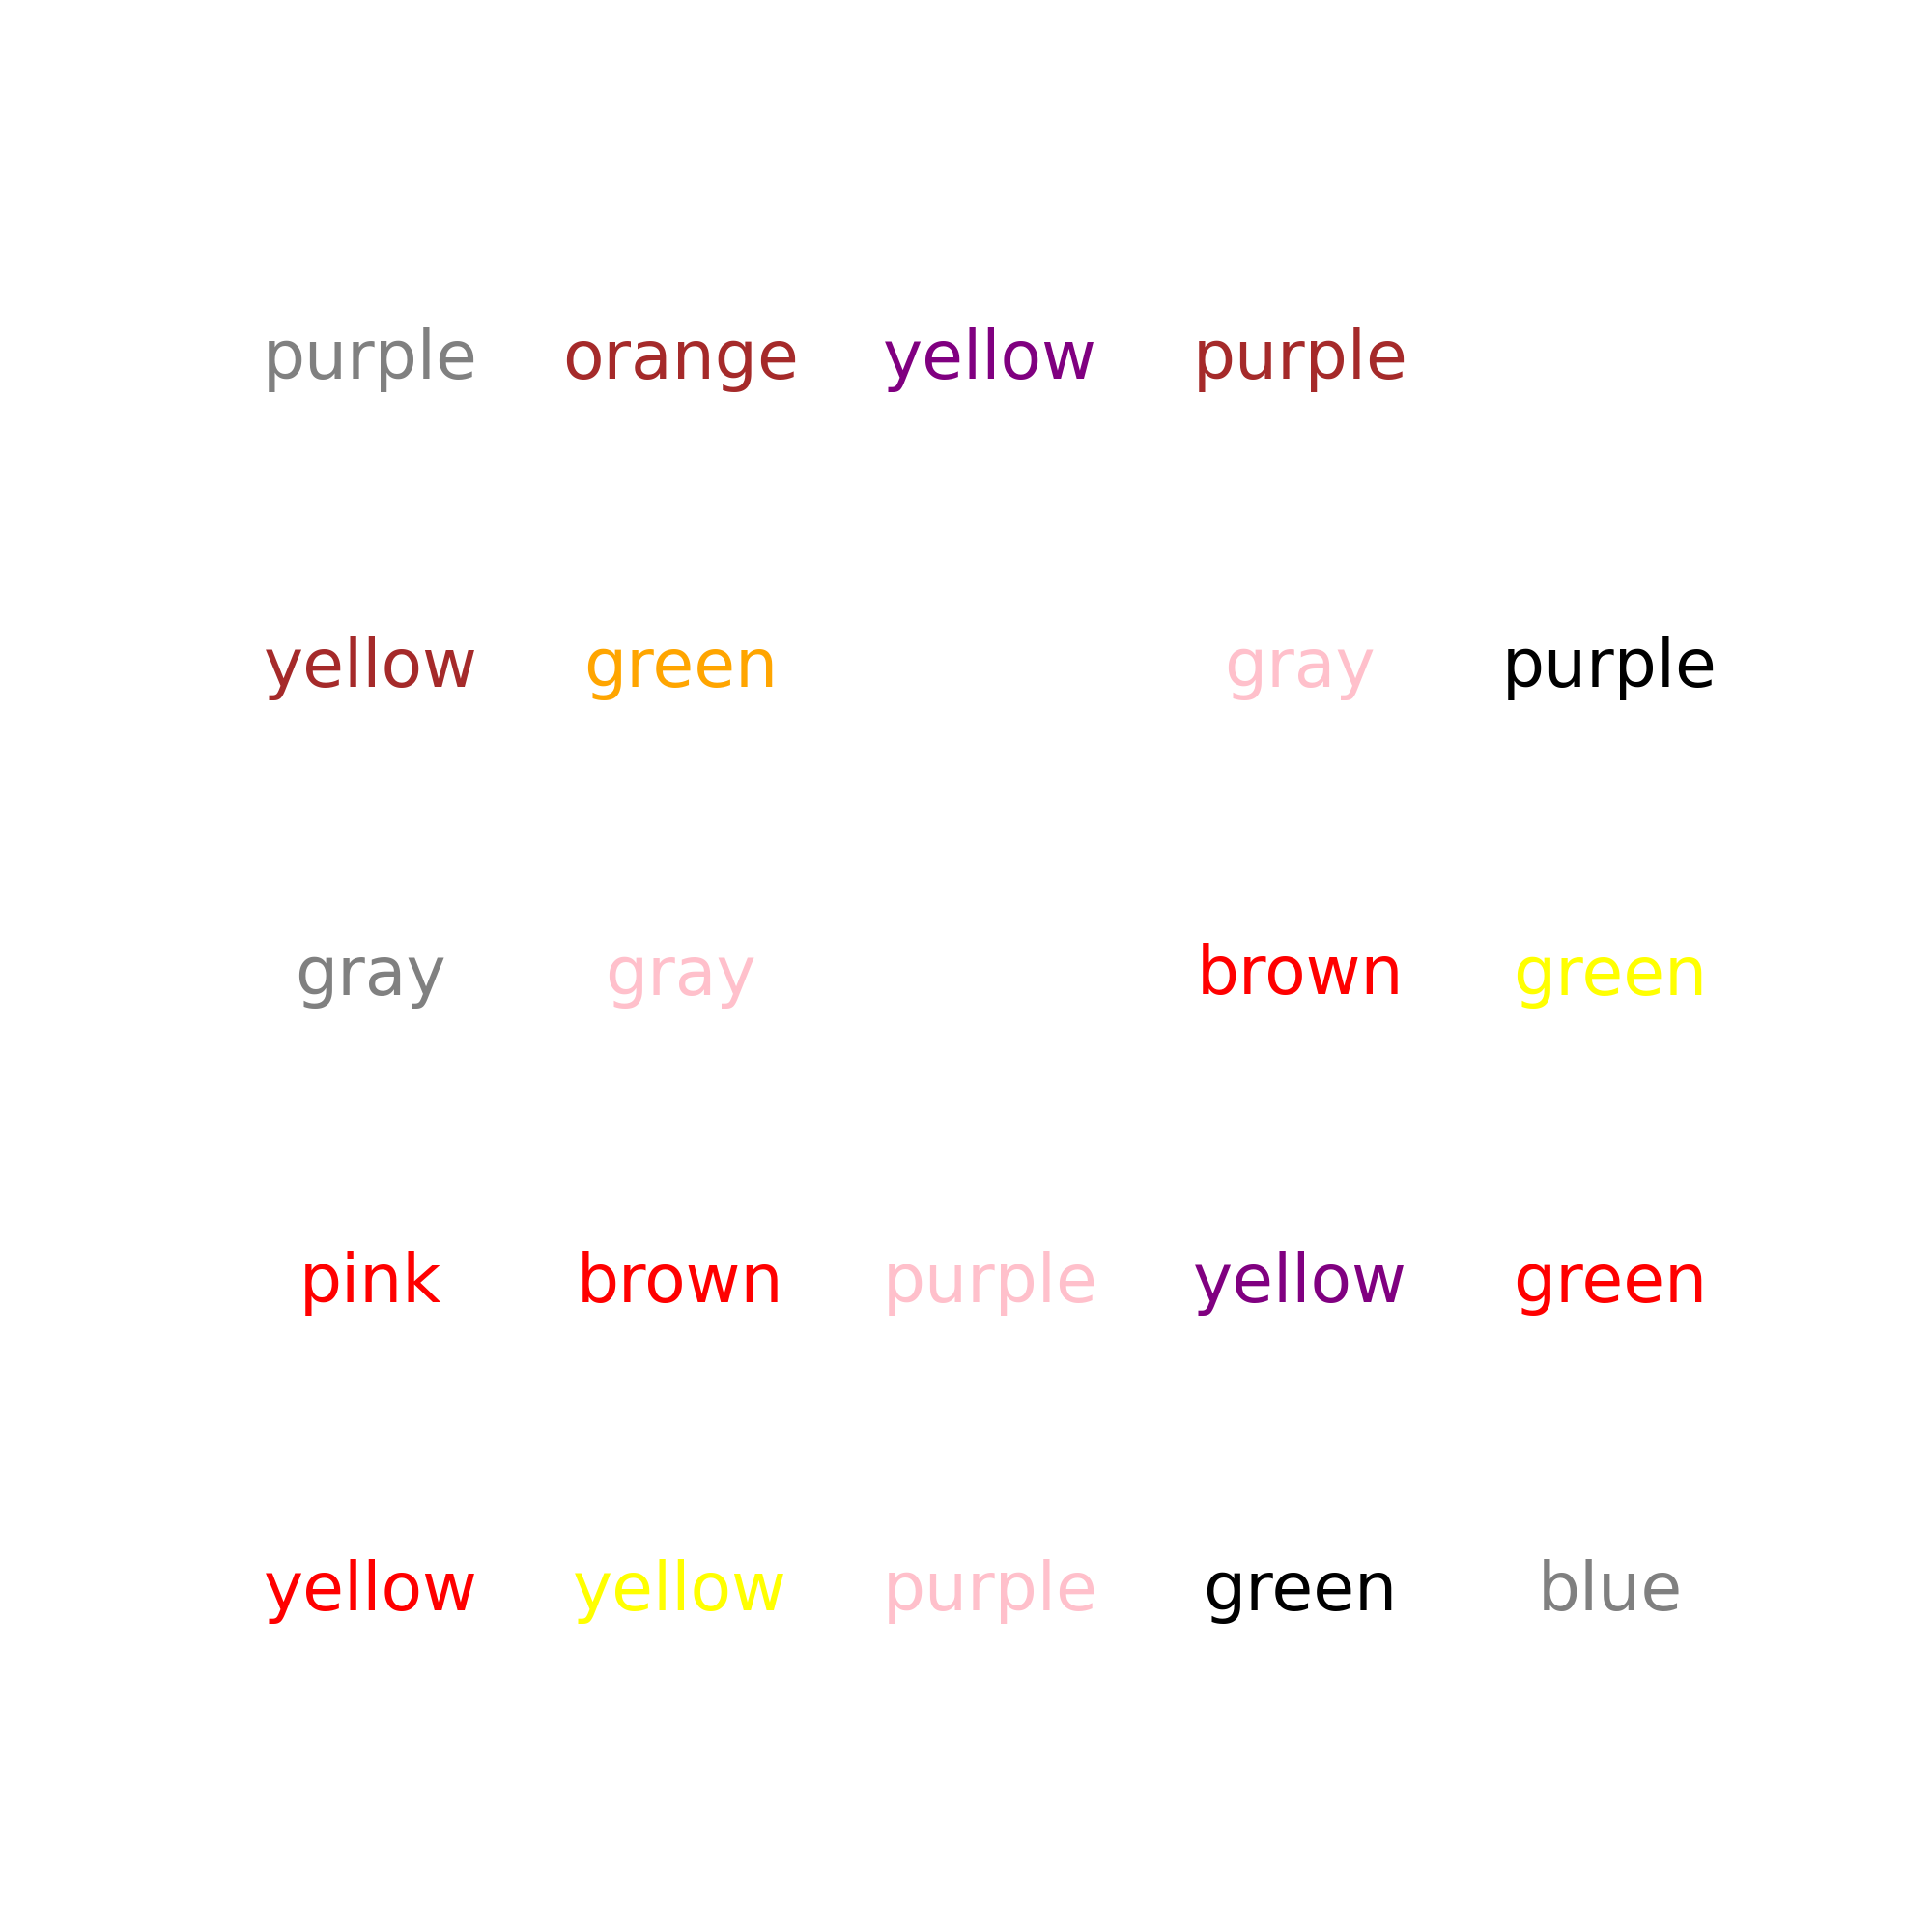 purple orange yellow purple
yellow green gray purple
gray gray brown green
pink brown purple yellow green
yellow yellow purple green blue